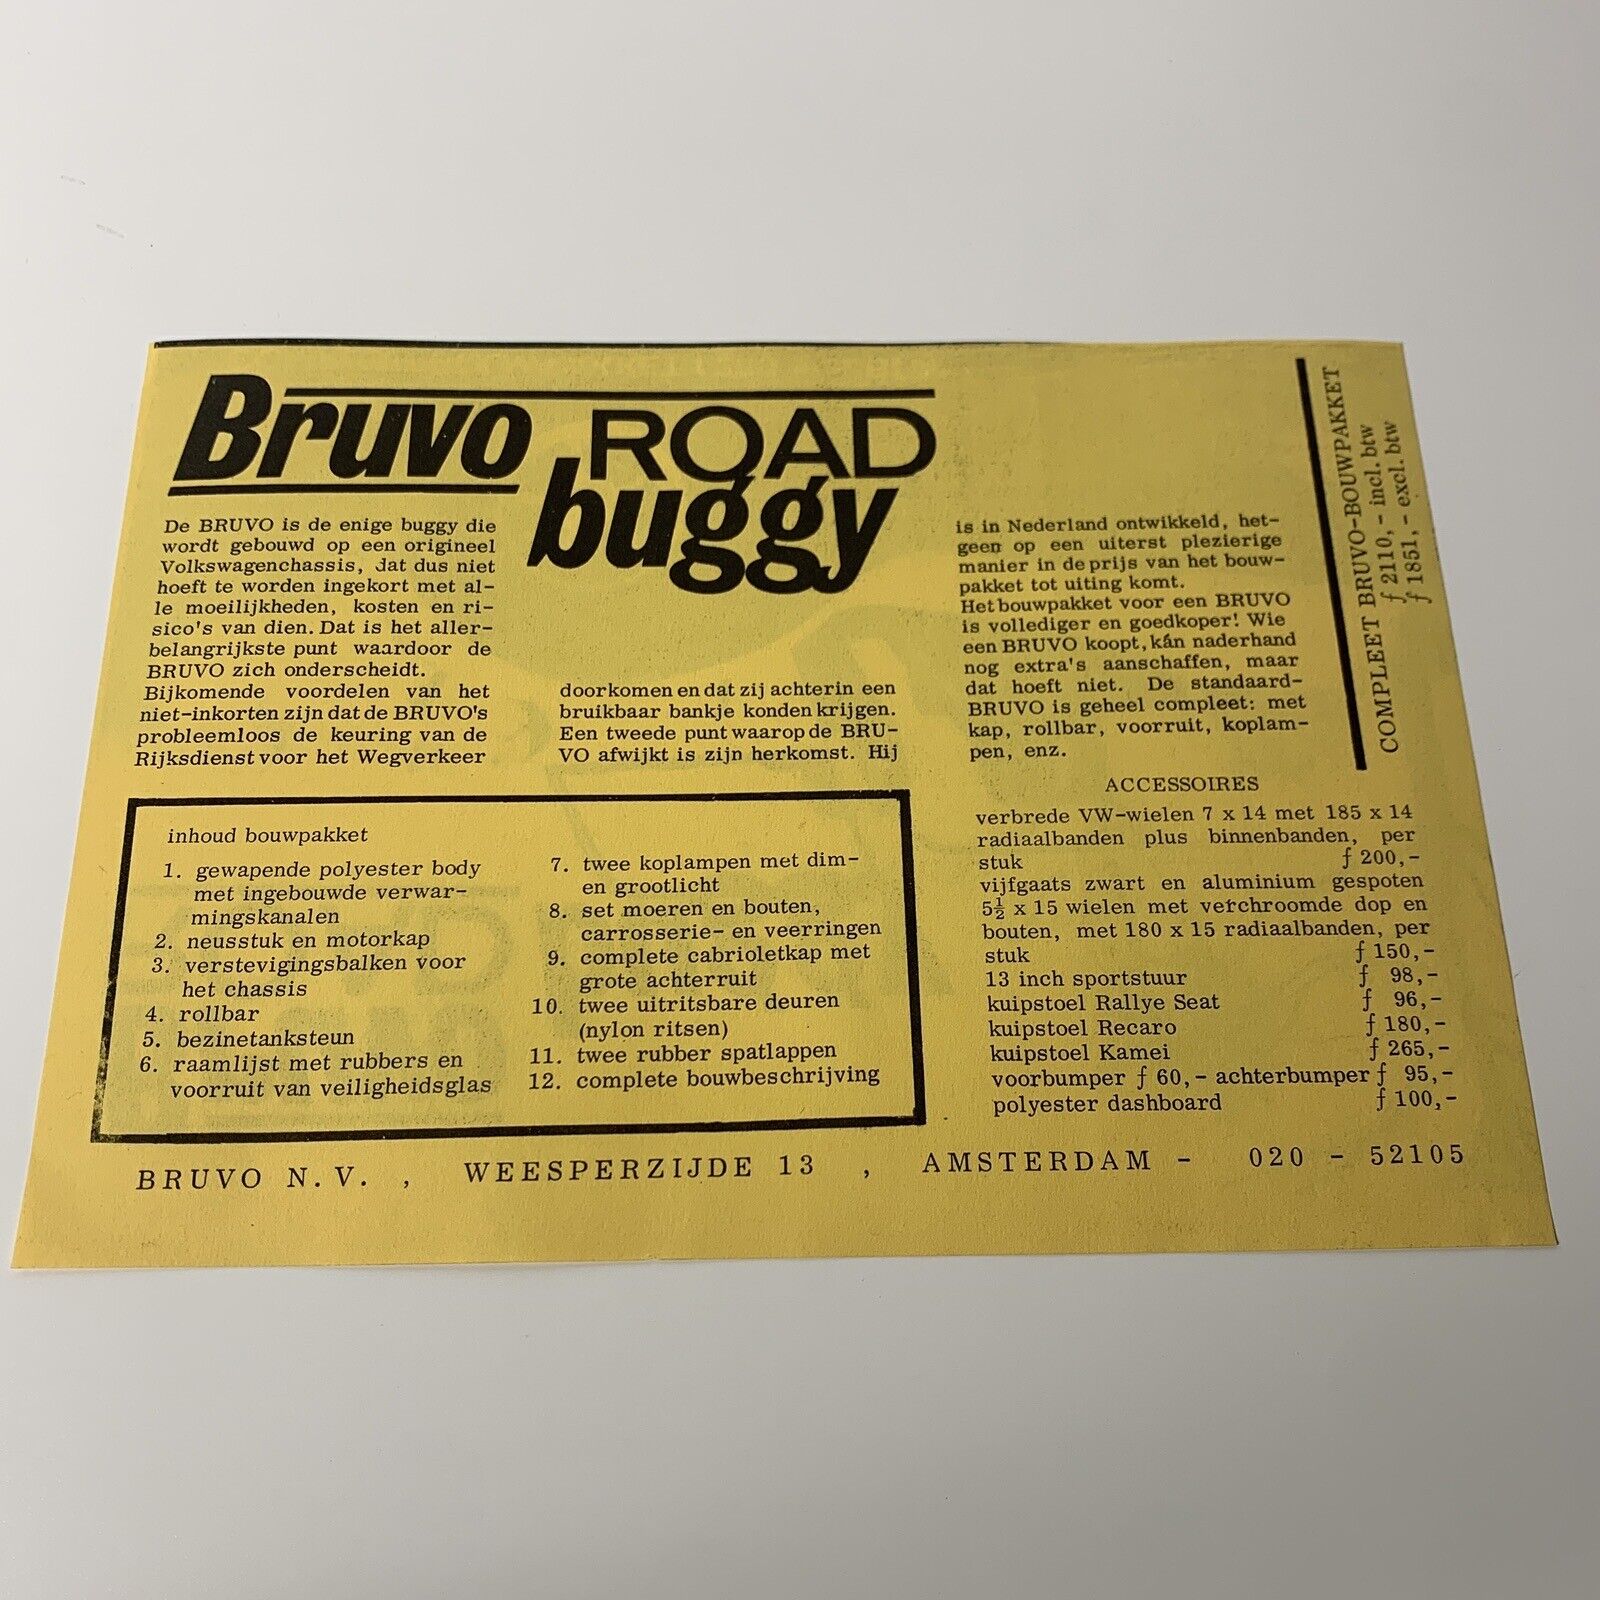 Bruvo ROAD
buggy
De BRUVO is de enige buggy die
wordt gebouwd op een origineel
Volkswagenchassis, dat dus niet
hoeft te worden ingekort met al-
le moeilijkheden, kosten en ri-
sico's van dien. Dat is het aller-
belangrijkste punt waardoor de
BRUVO zich onderscheidt.
Bijkomende voordelen van het
niet-inkorten zijn dat de BRUVO's
probleemloos de keuring van de
Rijksdienst voor het Wegverkeer
doorkomen en dat zij achterin een
bruikbaar bankje konden krijgen.
Een tweede punt waarop de BRU-
VO afwijkt is zijn herkomst. Hij
is in Nederland ontwikkeld, het-
geen op een uiterst plezierige
manier in de prijs van het bouw-
pakket tot uiting komt.
Het bouwpakket voor een BRUVO
is vollediger en goedkoper! Wie
een BRUVO koopt, kán naderhand
nog extra's aanschaffen, maar
dat hoeft niet. De standaard-
BRUVO is geheel compleet: met
kap, rollbar, voorruit, koplam-
pen, enz.
COMPLEET BRUVO-BOUWPAKKET
ƒ 2110,- incl. btw
ƒ 1851,- excl. btw
inhoud bouwpakket
1. gewapende polyester body
met ingebouwde verwar-
mingskanalen
2. neusstuk en motorkap
3. verstevigingsbalken voor
het chassis
4. rollbar
5. bezinetanksteun
6. raamlijst met rubbers en
voorruit van veiligheidsglas
7. twee koplampen met dim-
en grootlicht
8. set moeren en bouten,
carrosserie- en veerringen
9. complete cabrioletkap met
grote achterruit
10. twee uitritsbare deuren
(nylon ritsen)
11. twee rubber spatlappen
12. complete bouwbeschrijving
ACCESSOIRES
verbrede VW-wielen 7 x 14 met 185 x 14
radiaalbanden plus binnenbanden, per
stuk ƒ 200,-
vijfgaats zwart en aluminium gespoten
5½ x 15 wielen met verchroomde dop en
bouten, met 180 x 15 radiaalbanden, per
stuk ƒ 150,-
13 inch sportstuur ƒ 98,-
kuipstoel Rallye Seat ƒ 96,-
kuipstoel Recaro ƒ 180,-
kuipstoel Kamei ƒ 265,-
voorbumper ƒ 60,- achterbumper ƒ 95,-
polyester dashboard ƒ 100,-
BRUVO N.V. , WEESPERZIJDE 13 , AMSTERDAM - 020 - 52105